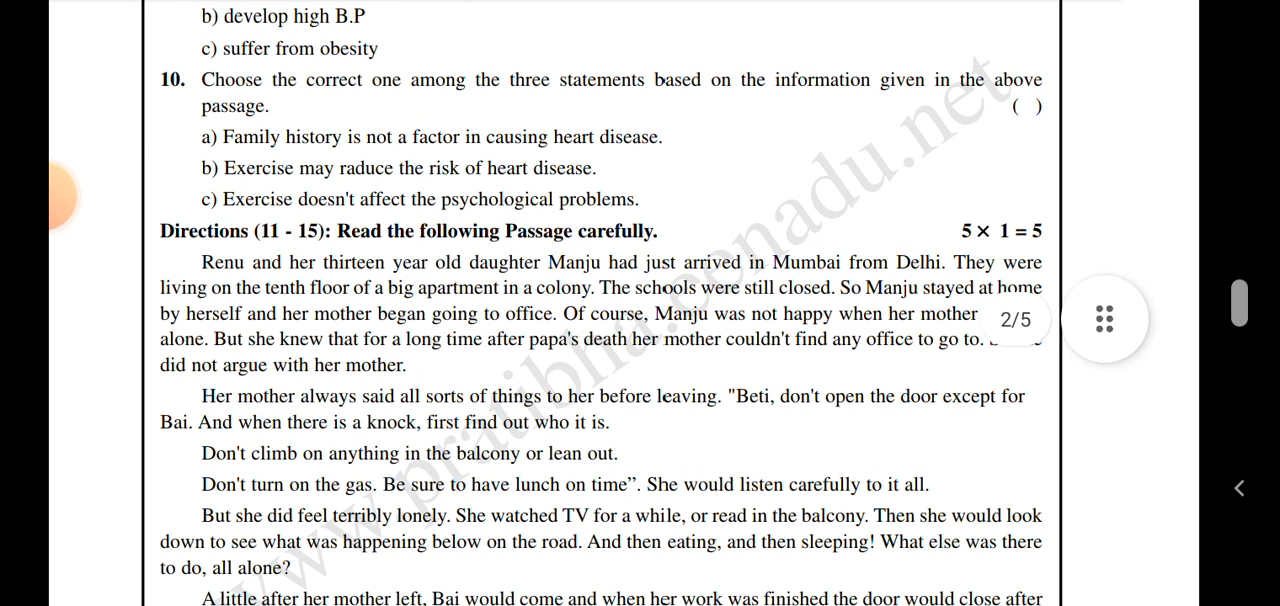 b) develop high B.P
c) suffer from obesity
10. Choose the correct one among the three statements based on the information given in the above
passage. ( )
a) Family history is not a factor in causing heart disease.
b) Exercise may raduce the risk of heart disease.
c) Exercise doesn't affect the psychological problems.
Directions (11 - 15): Read the following Passage carefully. 5 × 1 = 5
Renu and her thirteen year old daughter Manju had just arrived in Mumbai from Delhi. They were
living on the tenth floor of a big apartment in a colony. The schools were still closed. So Manju stayed at home
by herself and her mother began going to office. Of course, Manju was not happy when her mother
2/5
alone. But she knew that for a long time after papa's death her mother couldn't find any office to go to.
did not argue with her mother.
Her mother always said all sorts of things to her before leaving. "Beti, don't open the door except for
Bai. And when there is a knock, first find out who it is.
Don't climb on anything in the balcony or lean out.
Don't turn on the gas. Be sure to have lunch on time”. She would listen carefully to it all.
But she did feel terribly lonely. She watched TV for a while, or read in the balcony. Then she would look
down to see what was happening below on the road. And then eating, and then sleeping! What else was there
to do, all alone?
A little after her mother left, Bai would come and when her work was finished the door would close after
www.pratibha.eenadu.net